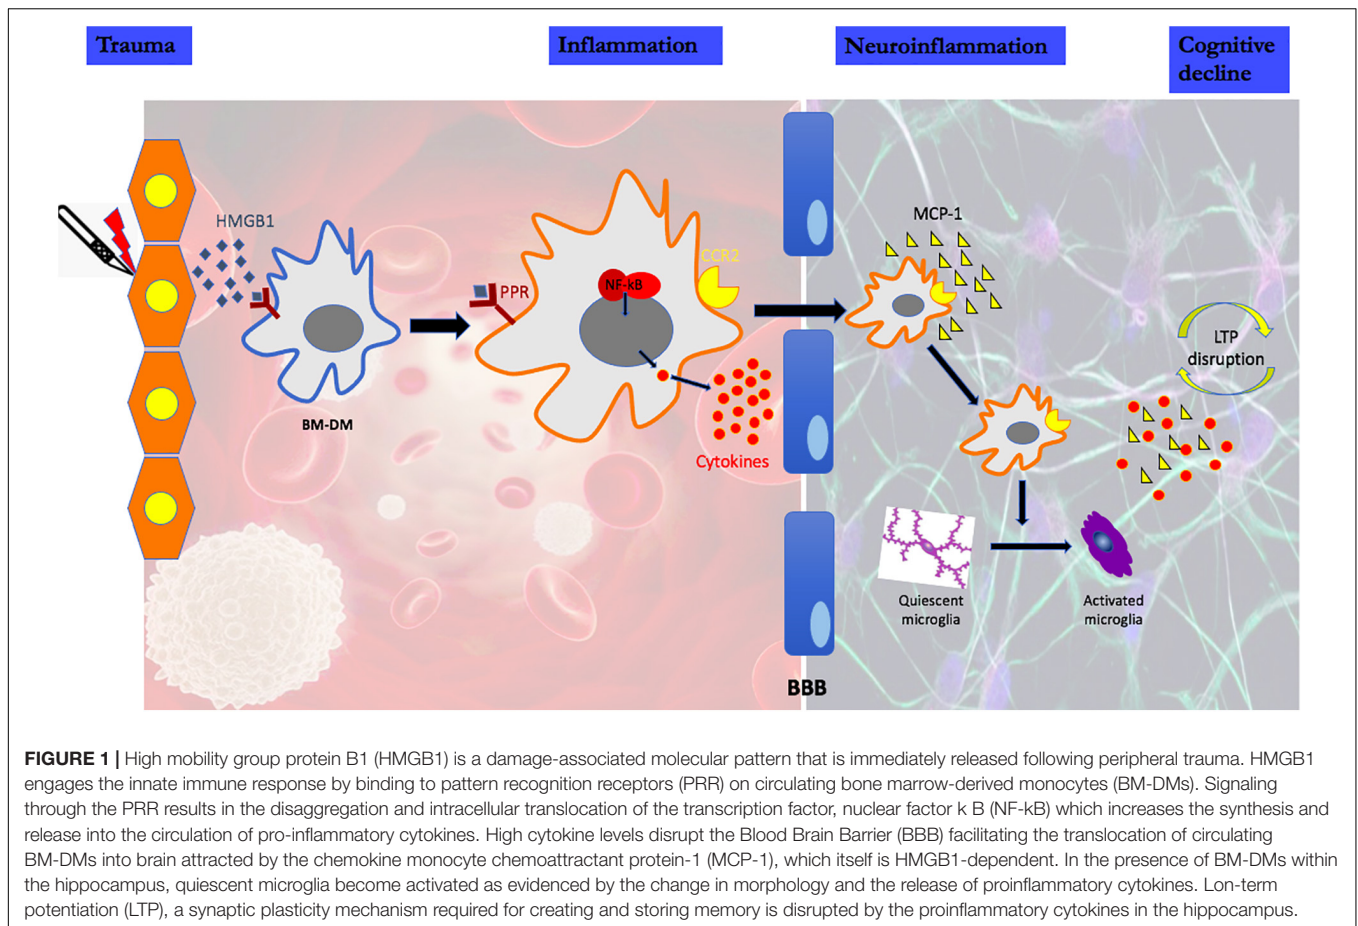 Trauma
Inflammation
Neuroinflammation
Cognitive
decline
HMGB1
BM-DM
PPR
NF-kB
CCR2
Cytokines
BBB
MCP-1
LTP
disruption
Quiescent
microglia
Activated
microglia
FIGURE 1 | High mobility group protein B1 (HMGB1) is a damage-associated molecular pattern that is immediately released following peripheral trauma. HMGB1
engages the innate immune response by binding to pattern recognition receptors (PRR) on circulating bone marrow-derived monocytes (BM-DMs). Signaling
through the PRR results in the disaggregation and intracellular translocation of the transcription factor, nuclear factor k B (NF-kB) which increases the synthesis and
release into the circulation of pro-inflammatory cytokines. High cytokine levels disrupt the Blood Brain Barrier (BBB) facilitating the translocation of circulating
BM-DMs into brain attracted by the chemokine monocyte chemoattractant protein-1 (MCP-1), which itself is HMGB1-dependent. In the presence of BM-DMs within
the hippocampus, quiescent microglia become activated as evidenced by the change in morphology and the release of proinflammatory cytokines. Lon-term
potentiation (LTP), a synaptic plasticity mechanism required for creating and storing memory is disrupted by the proinflammatory cytokines in the hippocampus.